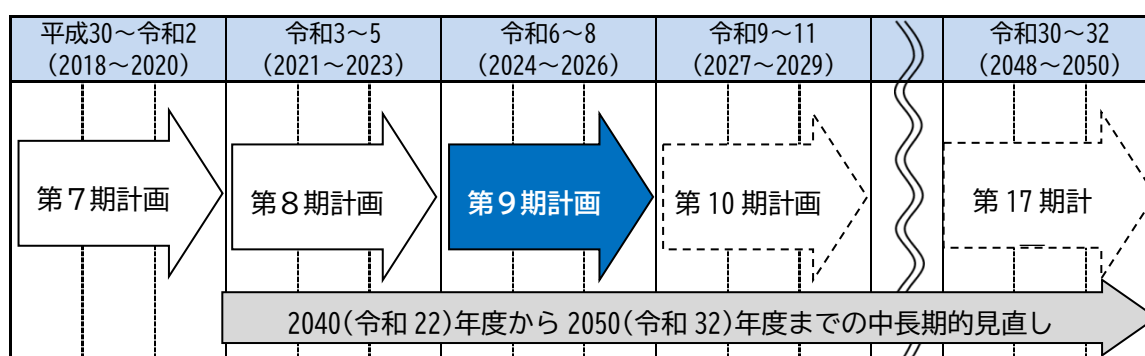 平成30～令和2
（2018～2020）
令和3～5
（2021～2023）
令和6～8
（2024～2026）
令和9～11
（2027～2029）
令和30～32
（2048～2050）
第７期計画
第８期計画
第９期計画
第 10 期計画
第 17 期計
2040(令和 22)年度から 2050(令和 32)年度までの中長期的見直し